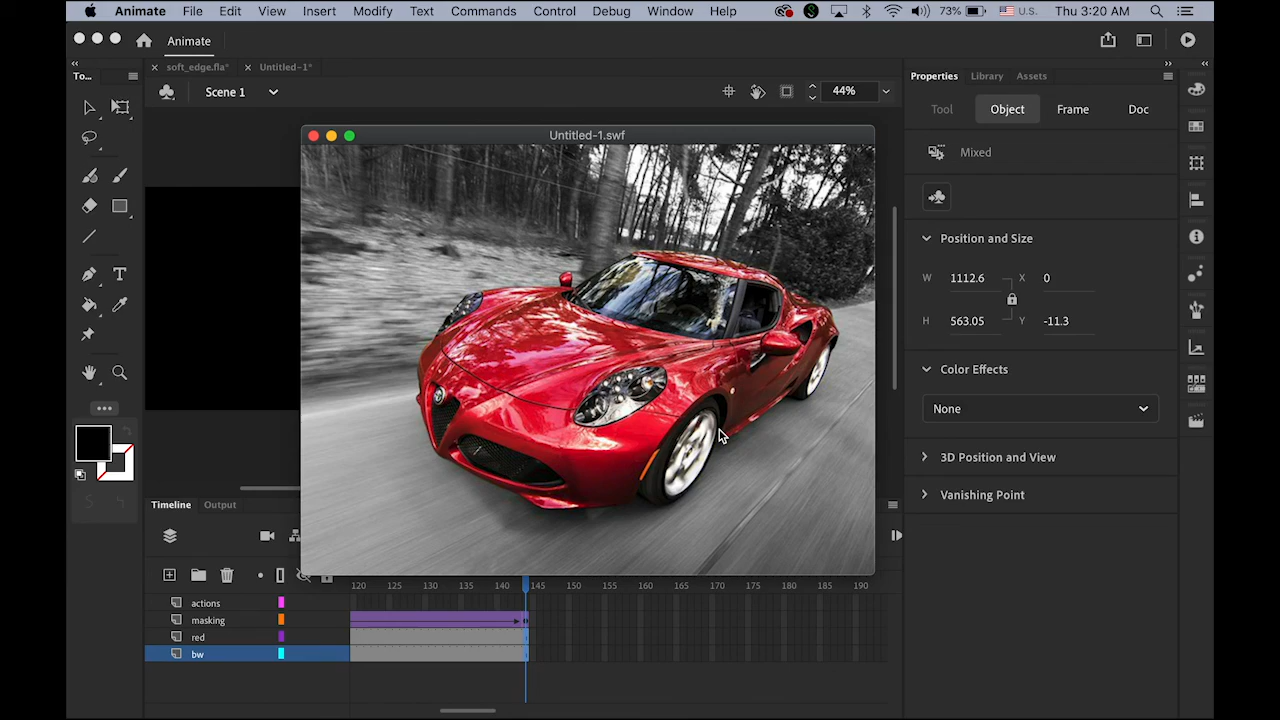 Animate File Edit View Insert Modify Text Commands Control Debug Window Help 73% U.S. Thu 3:20 AM
Animate
To...
soft_edge.fla*
Untitled-1*
Properties Library Assets
Scene 1
44%
Tool Object Frame Doc
Untitled-1.swf
Mixed
Position and Size
W 1112.6 X 0
H 563.05 Y -11.3
Color Effects
None
3D Position and View
Vanishing Point
Timeline Output
120 125 130 135 140 145 150 155 160 165 170 175 180 185 190
actions
masking
red
bw